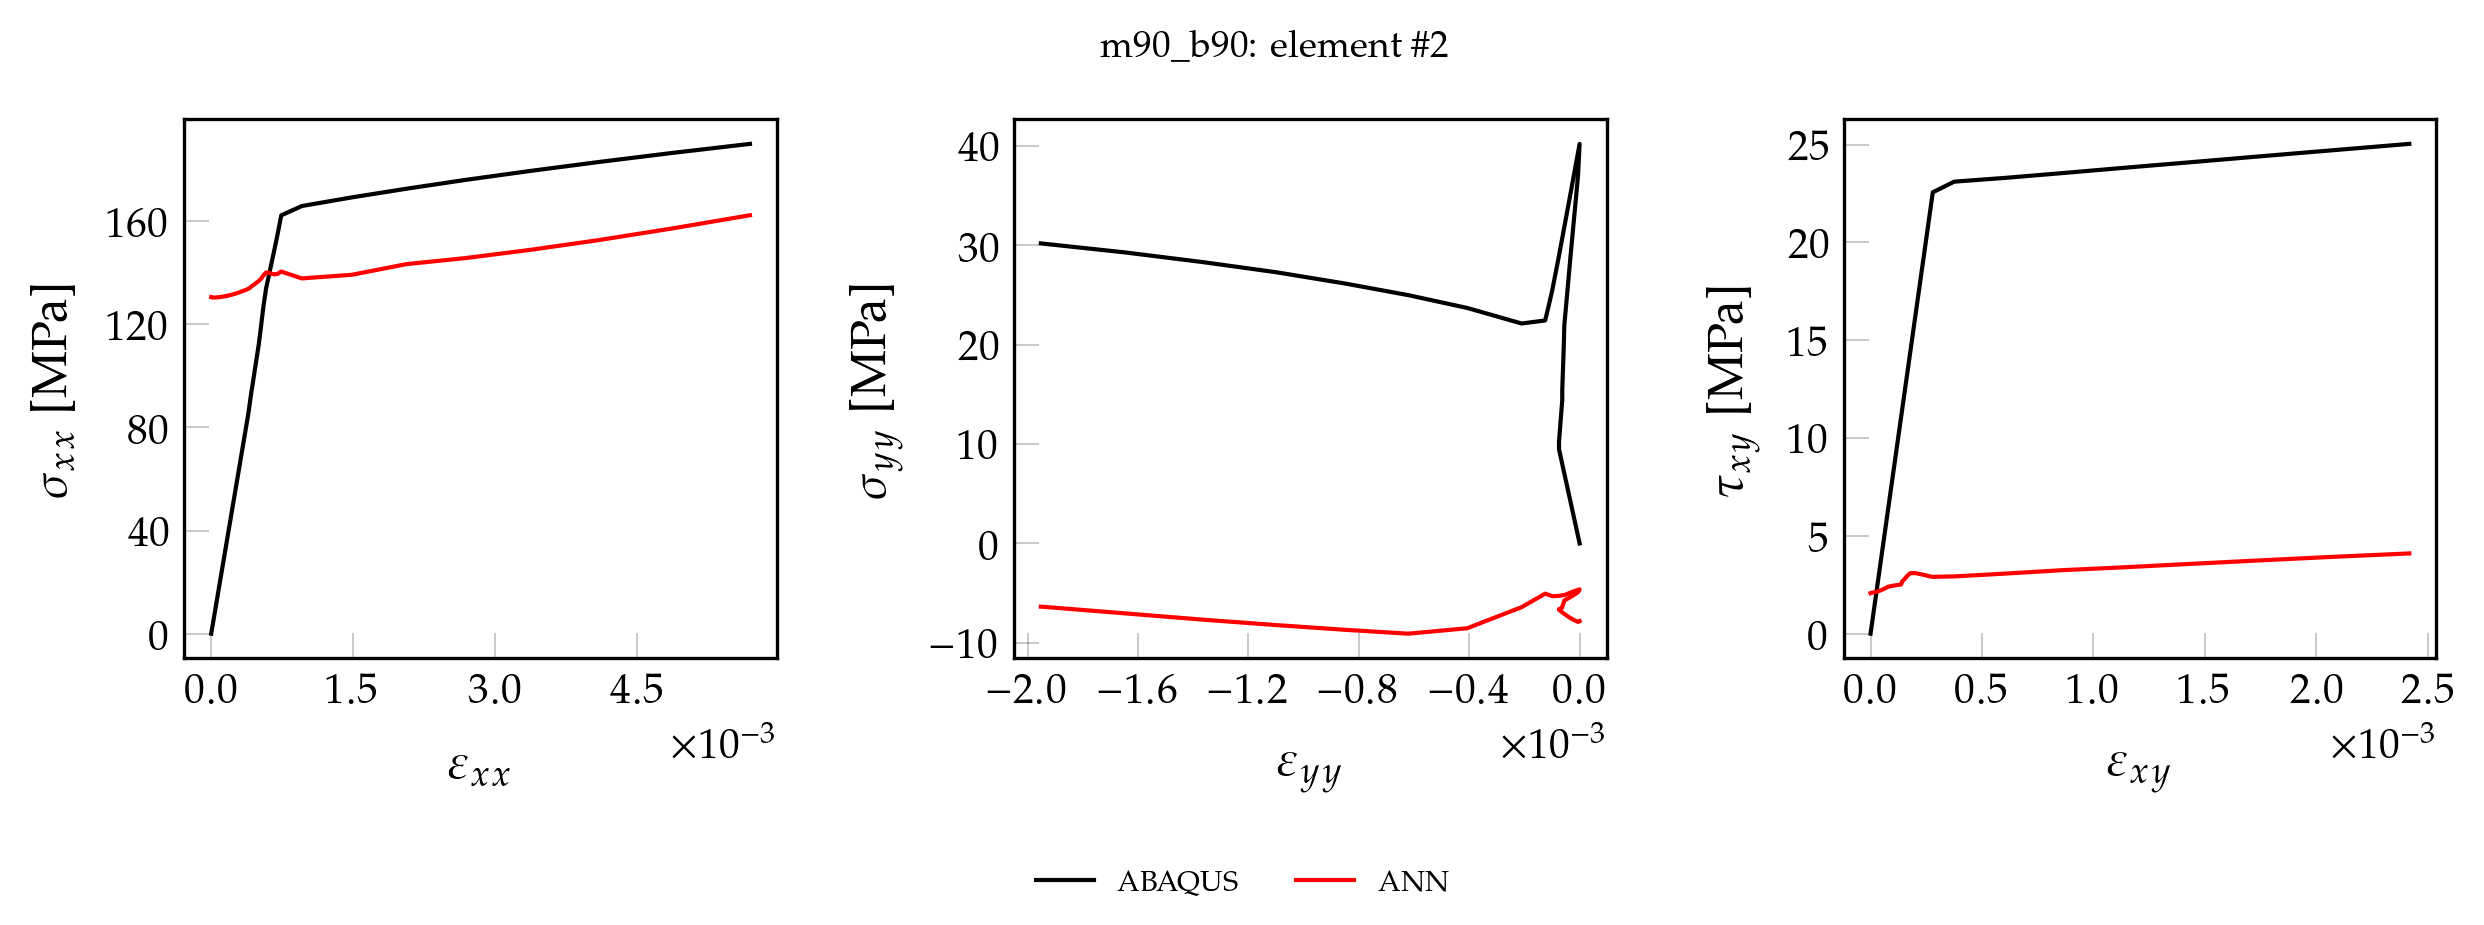 m90_b90: element #2
σxx [MPa]
160
120
80
40
0
0.0 1.5 3.0 4.5
×10⁻³
εxx
σyy [MPa]
40
30
20
10
0
−10
−2.0 −1.6 −1.2 −0.8 −0.4 0.0
×10⁻³
εyy
τxy [MPa]
25
20
15
10
5
0
0.0 0.5 1.0 1.5 2.0 2.5
×10⁻³
εxy
ABAQUS ANN